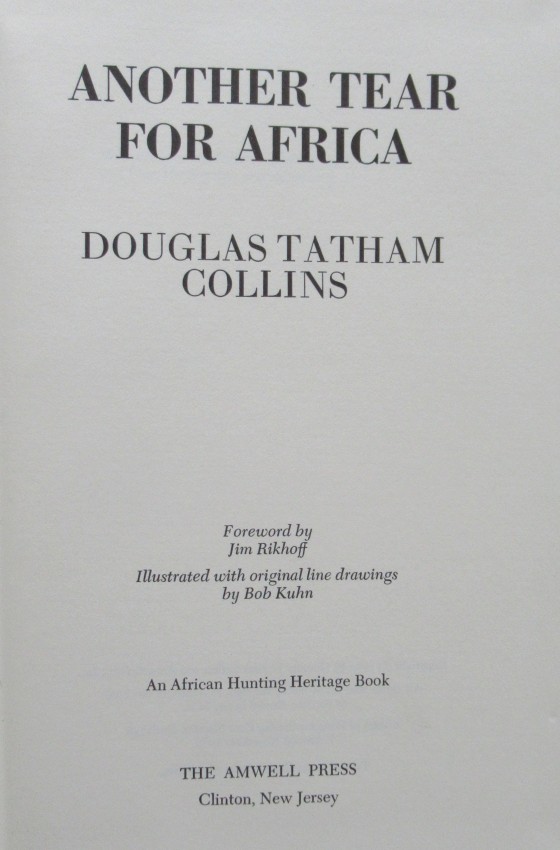 ANOTHER TEAR
FOR AFRICA
DOUGLAS TATHAM
COLLINS
Foreword by
Jim Rikhoff
Illustrated with original line drawings
by Bob Kuhn
An African Hunting Heritage Book
THE AMWELL PRESS
Clinton, New Jersey